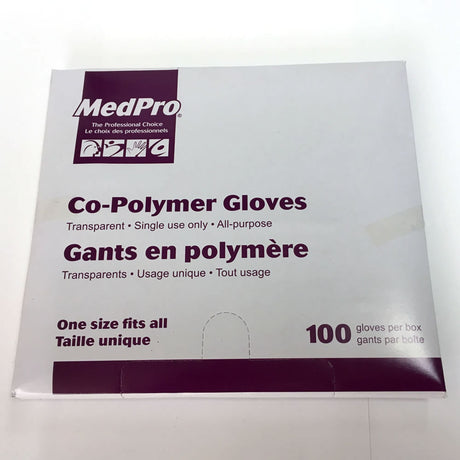 MedPro®
The Professional Choice
Le choix des professionnels
Co-Polymer Gloves
Transparent • Single use only • All-purpose
Gants en polymère
Transparents • Usage unique • Tout usage
One size fits all
Taille unique
100 gloves per box
gants par boîte